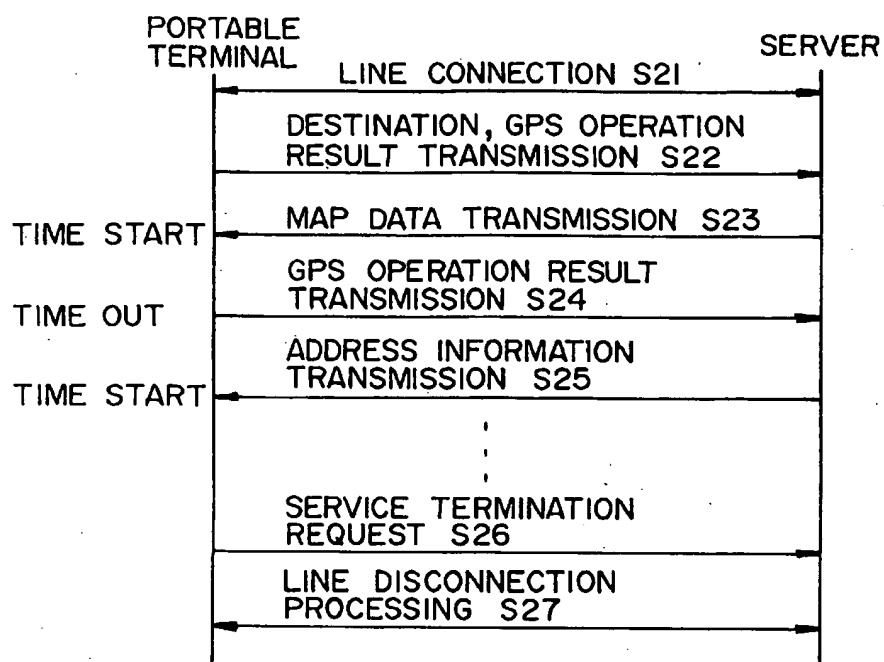 PORTABLE
TERMINAL
SERVER
LINE CONNECTION S21
DESTINATION, GPS OPERATION
RESULT TRANSMISSION S22
MAP DATA TRANSMISSION S23
TIME START
GPS OPERATION RESULT
TRANSMISSION S24
TIME OUT
ADDRESS INFORMATION
TRANSMISSION S25
TIME START
SERVICE TERMINATION
REQUEST S26
LINE DISCONNECTION
PROCESSING S27